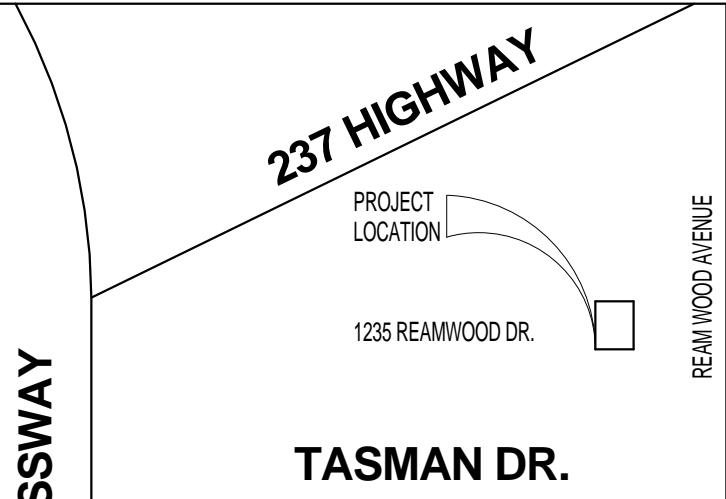 237 HIGHWAY
PROJECT
LOCATION
REAM WOOD AVENUE
1235 REAMWOOD DR.
SSWAY
TASMAN DR.